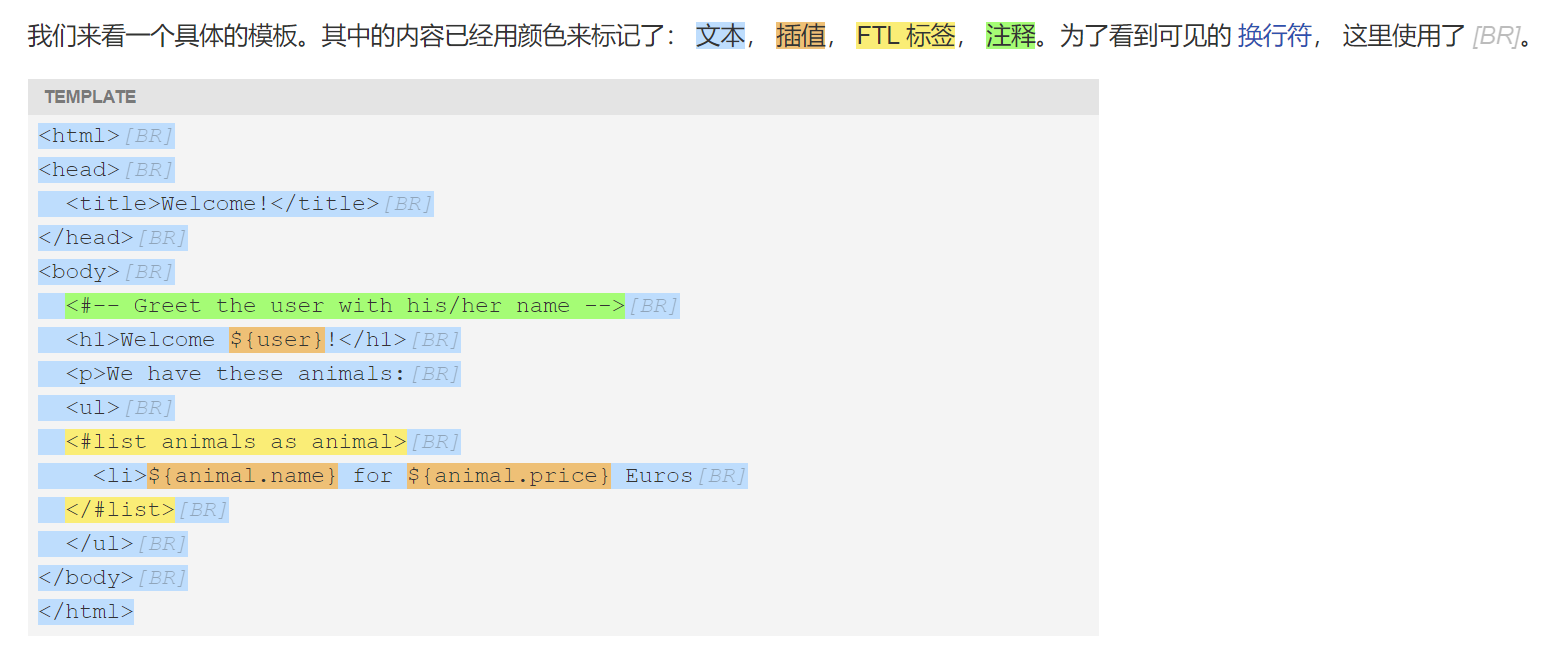 我们来看一个具体的模板。其中的内容已经用颜色来标记了： 文本， 插值， FTL 标签， 注释。为了看到可见的 换行符， 这里使用了 [BR]。
TEMPLATE
<html>[BR]
<head>[BR]
  <title>Welcome!</title>[BR]
</head>[BR]
<body>[BR]
  <#-- Greet the user with his/her name -->[BR]
  <h1>Welcome ${user}!</h1>[BR]
  <p>We have these animals:[BR]
  <ul>[BR]
  <#list animals as animal>[BR]
    <li>${animal.name} for ${animal.price} Euros[BR]
  </#list>[BR]
  </ul>[BR]
</body>[BR]
</html>